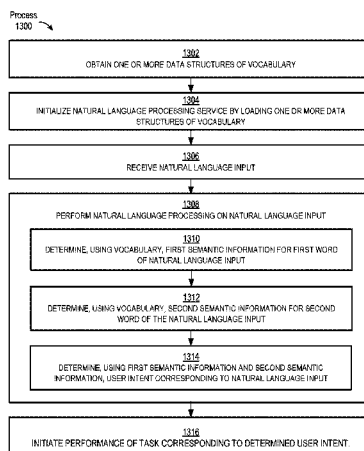 Process
1300
1302
OBTAIN ONE OR MORE DATA STRUCTURES OF VOCABULARY
1304
INITIALIZE NATURAL LANGUAGE PROCESSING SERVICE BY LOADING ONE OR MORE DATA
STRUCTURES OF VOCABULARY
1306
RECEIVE NATURAL LANGUAGE INPUT
1308
PERFORM NATURAL LANGUAGE PROCESSING ON NATURAL LANGUAGE INPUT
1310
DETERMINE, USING VOCABULARY, FIRST SEMANTIC INFORMATION FOR FIRST WORD
OF NATURAL LANGUAGE INPUT
1312
DETERMINE, USING VOCABULARY, SECOND SEMANTIC INFORMATION FOR SECOND
WORD OF THE NATURAL LANGUAGE INPUT
1314
DETERMINE, USING FIRST SEMANTIC INFORMATION AND SECOND SEMANTIC
INFORMATION, USER INTENT CORRESPONDING TO NATURAL LANGUAGE INPUT
1316
INITIATE PERFORMANCE OF TASK CORRESPONDING TO DETERMINED USER INTENT.